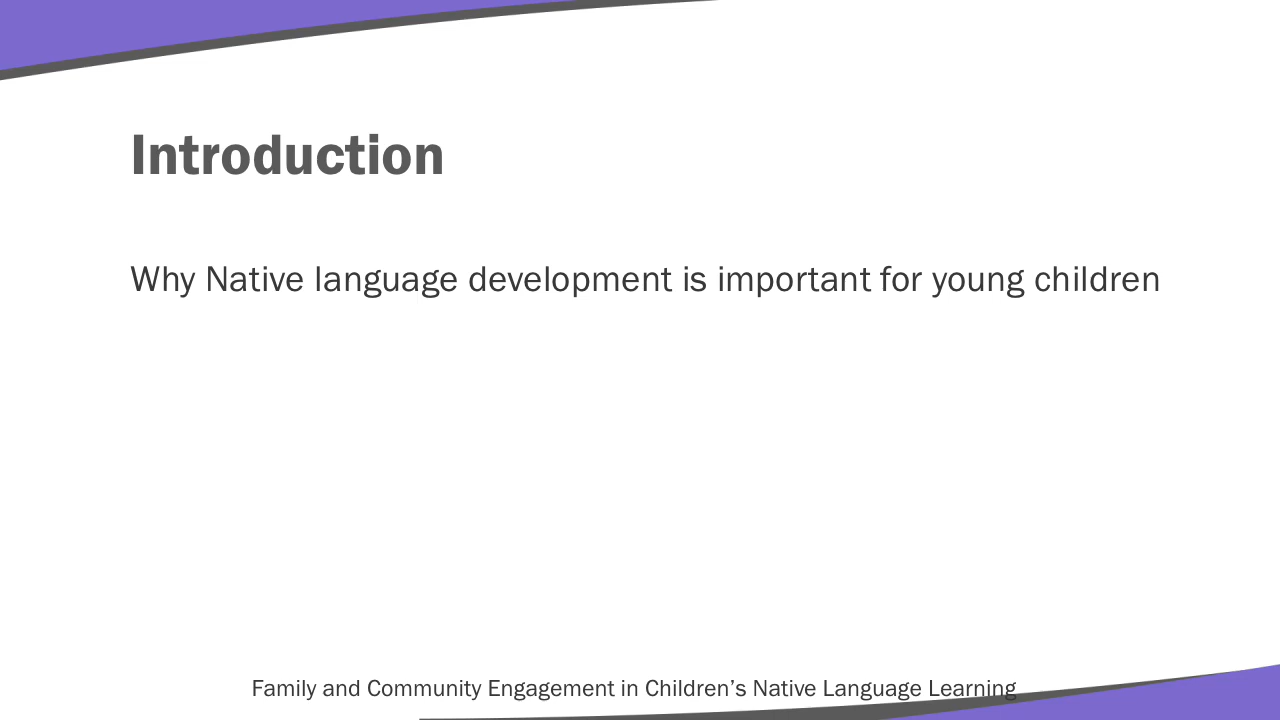 Introduction
Why Native language development is important for young children
Family and Community Engagement in Children’s Native Language Learning